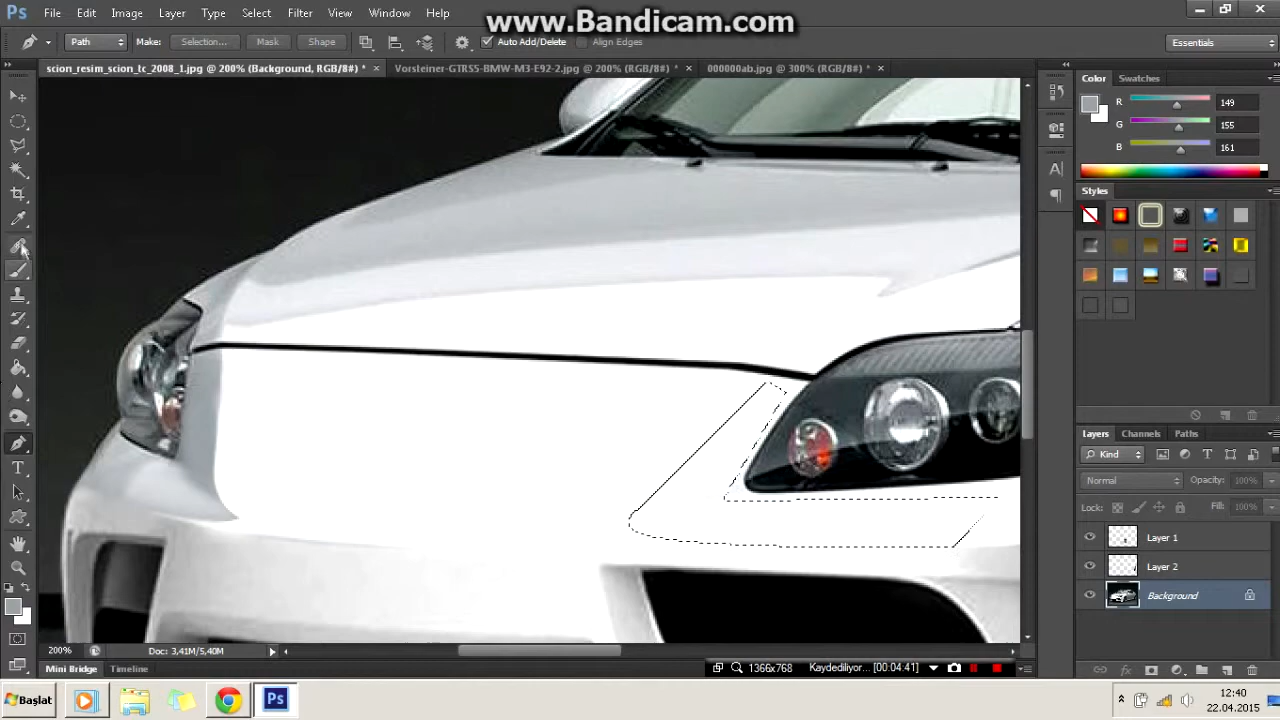 www.Bandicam.com
Ps File Edit Image Layer Type Select Filter View Window Help
Path Make: Selection... Mask Shape Auto Add/Delete Align Edges Essentials
scion_resim_scion_tc_2008_1.jpg @ 200% (Background, RGB/8#) * × Vorsteiner-GTRS5-BMW-M3-E92-2.jpg @ 200% (RGB/8#) * × 000000ab.jpg @ 300% (RGB/8#) * ×
Color Swatches
R 149
G 155
B 161
Styles
Layers Channels Paths
Kind
Normal Opacity: 100%
Lock: Fill: 100%
Layer 1
Layer 2
Background
200% Doc: 3,41M/5,40M
Mini Bridge Timeline
1366x768 Kaydediliyor... [00:04:41]
Başlat Ps
12:40
22.04.2015